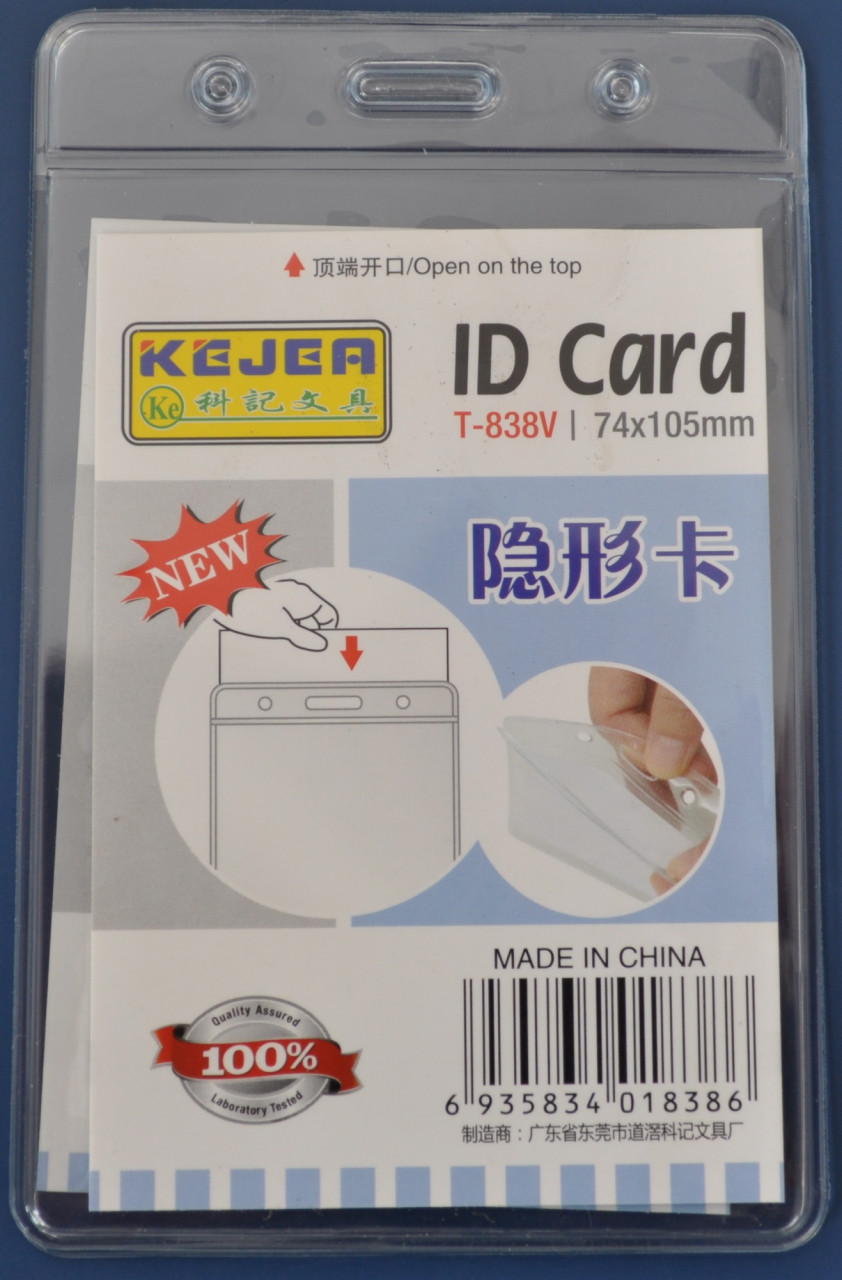 顶端开口/Open on the top
KEJEA
Ke 科記文具
ID Card
T-838V | 74x105mm
NEW
隐形卡
MADE IN CHINA
Quality Assured
100%
Laboratory Tested
6 935834 018386
制造商：广东省东莞市道滘科记文具厂